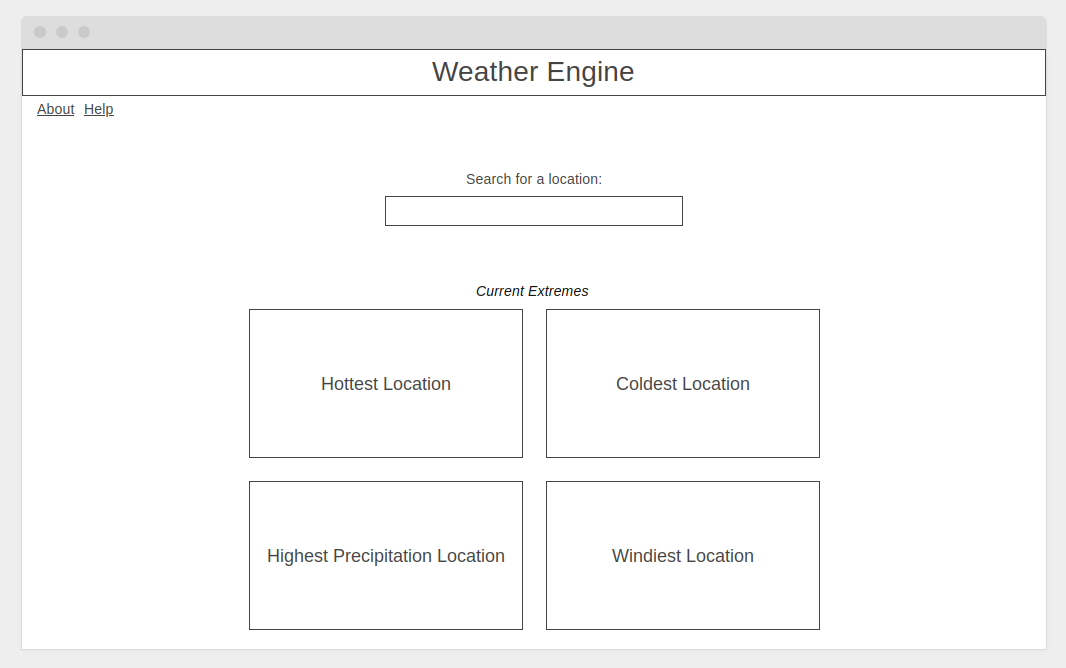 Weather Engine
About Help
Search for a location:
Current Extremes
Hottest Location
Coldest Location
Highest Precipitation Location
Windiest Location